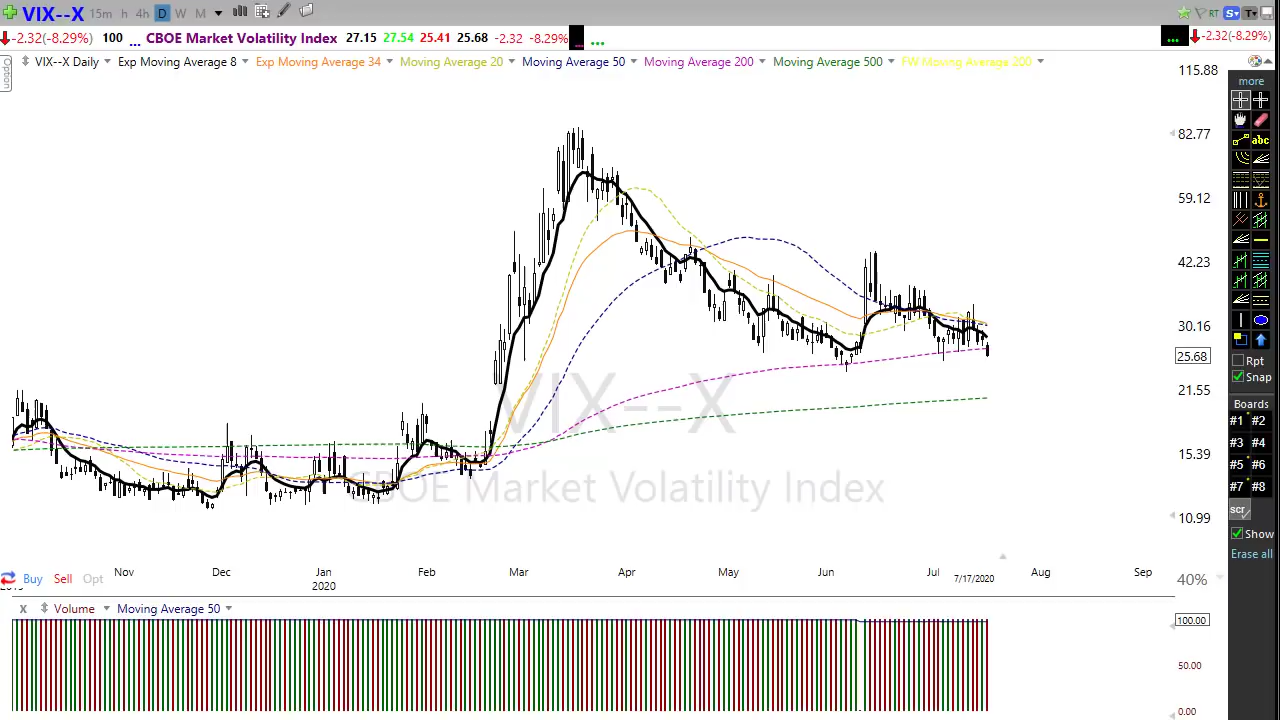 VIX--X 15m h 4h D W M RT S T
-2.32(-8.29%) 100 ... CBOE Market Volatility Index 27.15 27.54 25.41 25.68 -2.32 -8.29% ... ... ... -2.32(-8.29%)
Option
VIX--X Daily Exp Moving Average 8 Exp Moving Average 34 Moving Average 20 Moving Average 50 Moving Average 200 Moving Average 500 FW Moving Average 200
115.88
82.77
59.12
42.23
30.16
25.68
21.55
15.39
10.99
VIX--X
CBOE Market Volatility Index
more
abc
Rpt
Snap
Boards
#1 #2
#3 #4
#5 #6
#7 #8
scr
Show
Erase all
Nov Dec Jan Feb Mar Apr May Jun Jul Aug Sep
2020 7/17/2020
Buy Sell Opt 40%
X Volume Moving Average 50
100.00
50.00
0.00